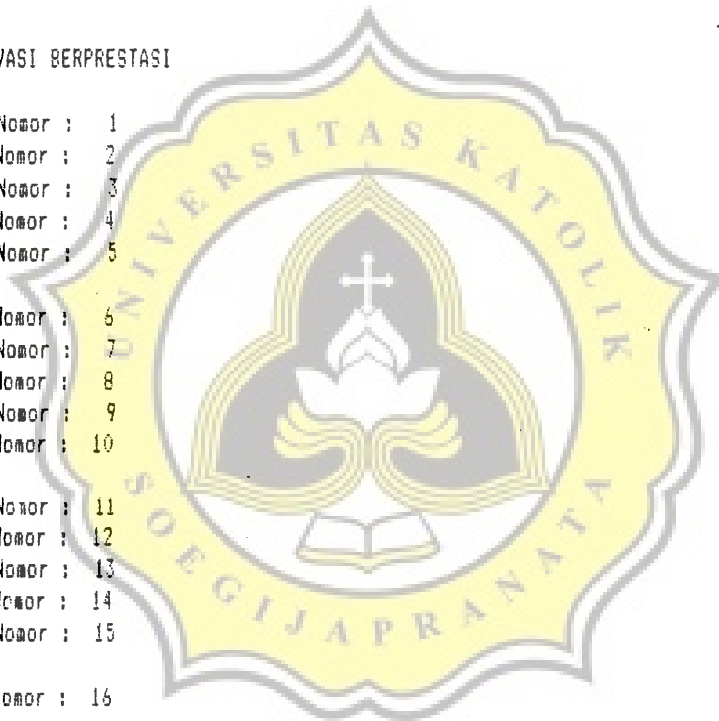 VASI BERPRESTASI
Nomor : 1
Nomor : 2
Nomor : 3
Nomor : 4
Nomor : 5
Nomor : 6
Nomor : 7
Nomor : 8
Nomor : 9
Nomor : 10
Nomor : 11
Nomor : 12
Nomor : 13
Nomor : 14
Nomor : 15
Nomor : 16
UNIVERSITAS KATOLIK
SOEGIJAPRANATA